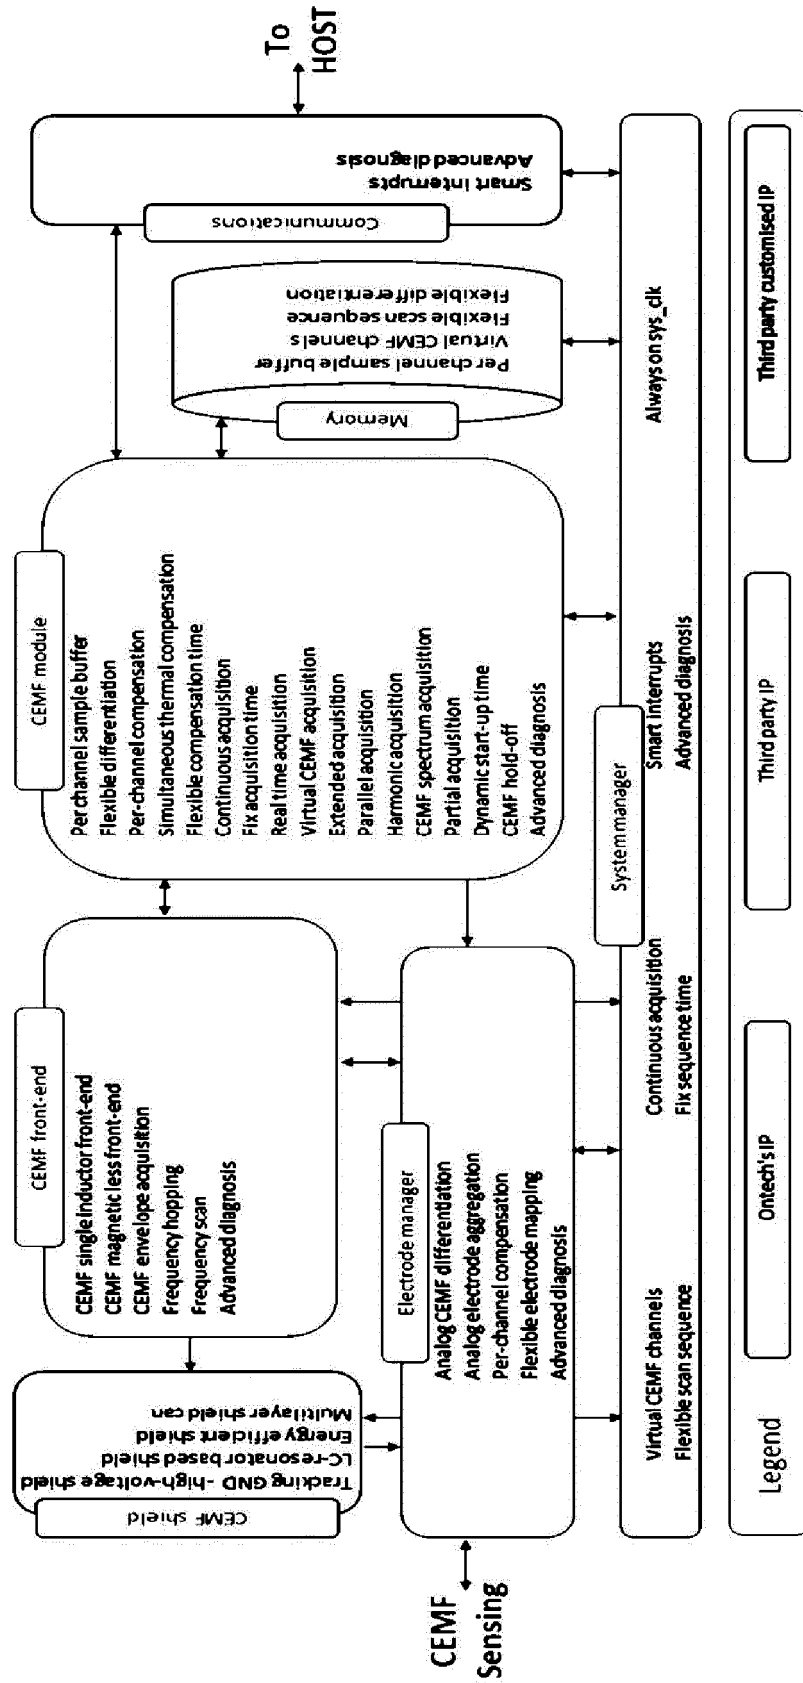 CEMF shield
Tracking GND - high-voltage shield
LC-resonator based shield
Energy efficient shield
Multilayer shield can
CEMF front-end
CEMF single inductor front-end
CEMF magnetic less front-end
CEMF envelope acquisition
Frequency hopping
Frequency scan
Advanced diagnosis
CEMF module
Per channel sample buffer
Flexible differentiation
Per-channel compensation
Simultaneous thermal compensation
Flexible compensation time
Continuous acquisition
Fix acquisition time
Real time acquisition
Virtual CEMF acquisition
Extended acquisition
Parallel acquisition
Harmonic acquisition
CEMF spectrum acquisition
Partial acquisition
Dynamic start-up time
CEMF hold-off
Advanced diagnosis
Memory
Per channel sample buffer
Virtual CEMF channels
Flexible scan sequence
Flexible differentiation
Communications
Smart interrupts
Advanced diagnosis
To
HOST
CEMF
Sensing
Electrode manager
Analog CEMF differentiation
Analog electrode aggregation
Per-channel compensation
Flexible electrode mapping
Advanced diagnosis
System manager
Virtual CEMF channels
Flexible scan sequence
Continuous acquisition
Fix sequence time
Smart interrupts
Advanced diagnosis
Always on sys_clk
Legend
Ontech's IP
Third party IP
Third party customised IP